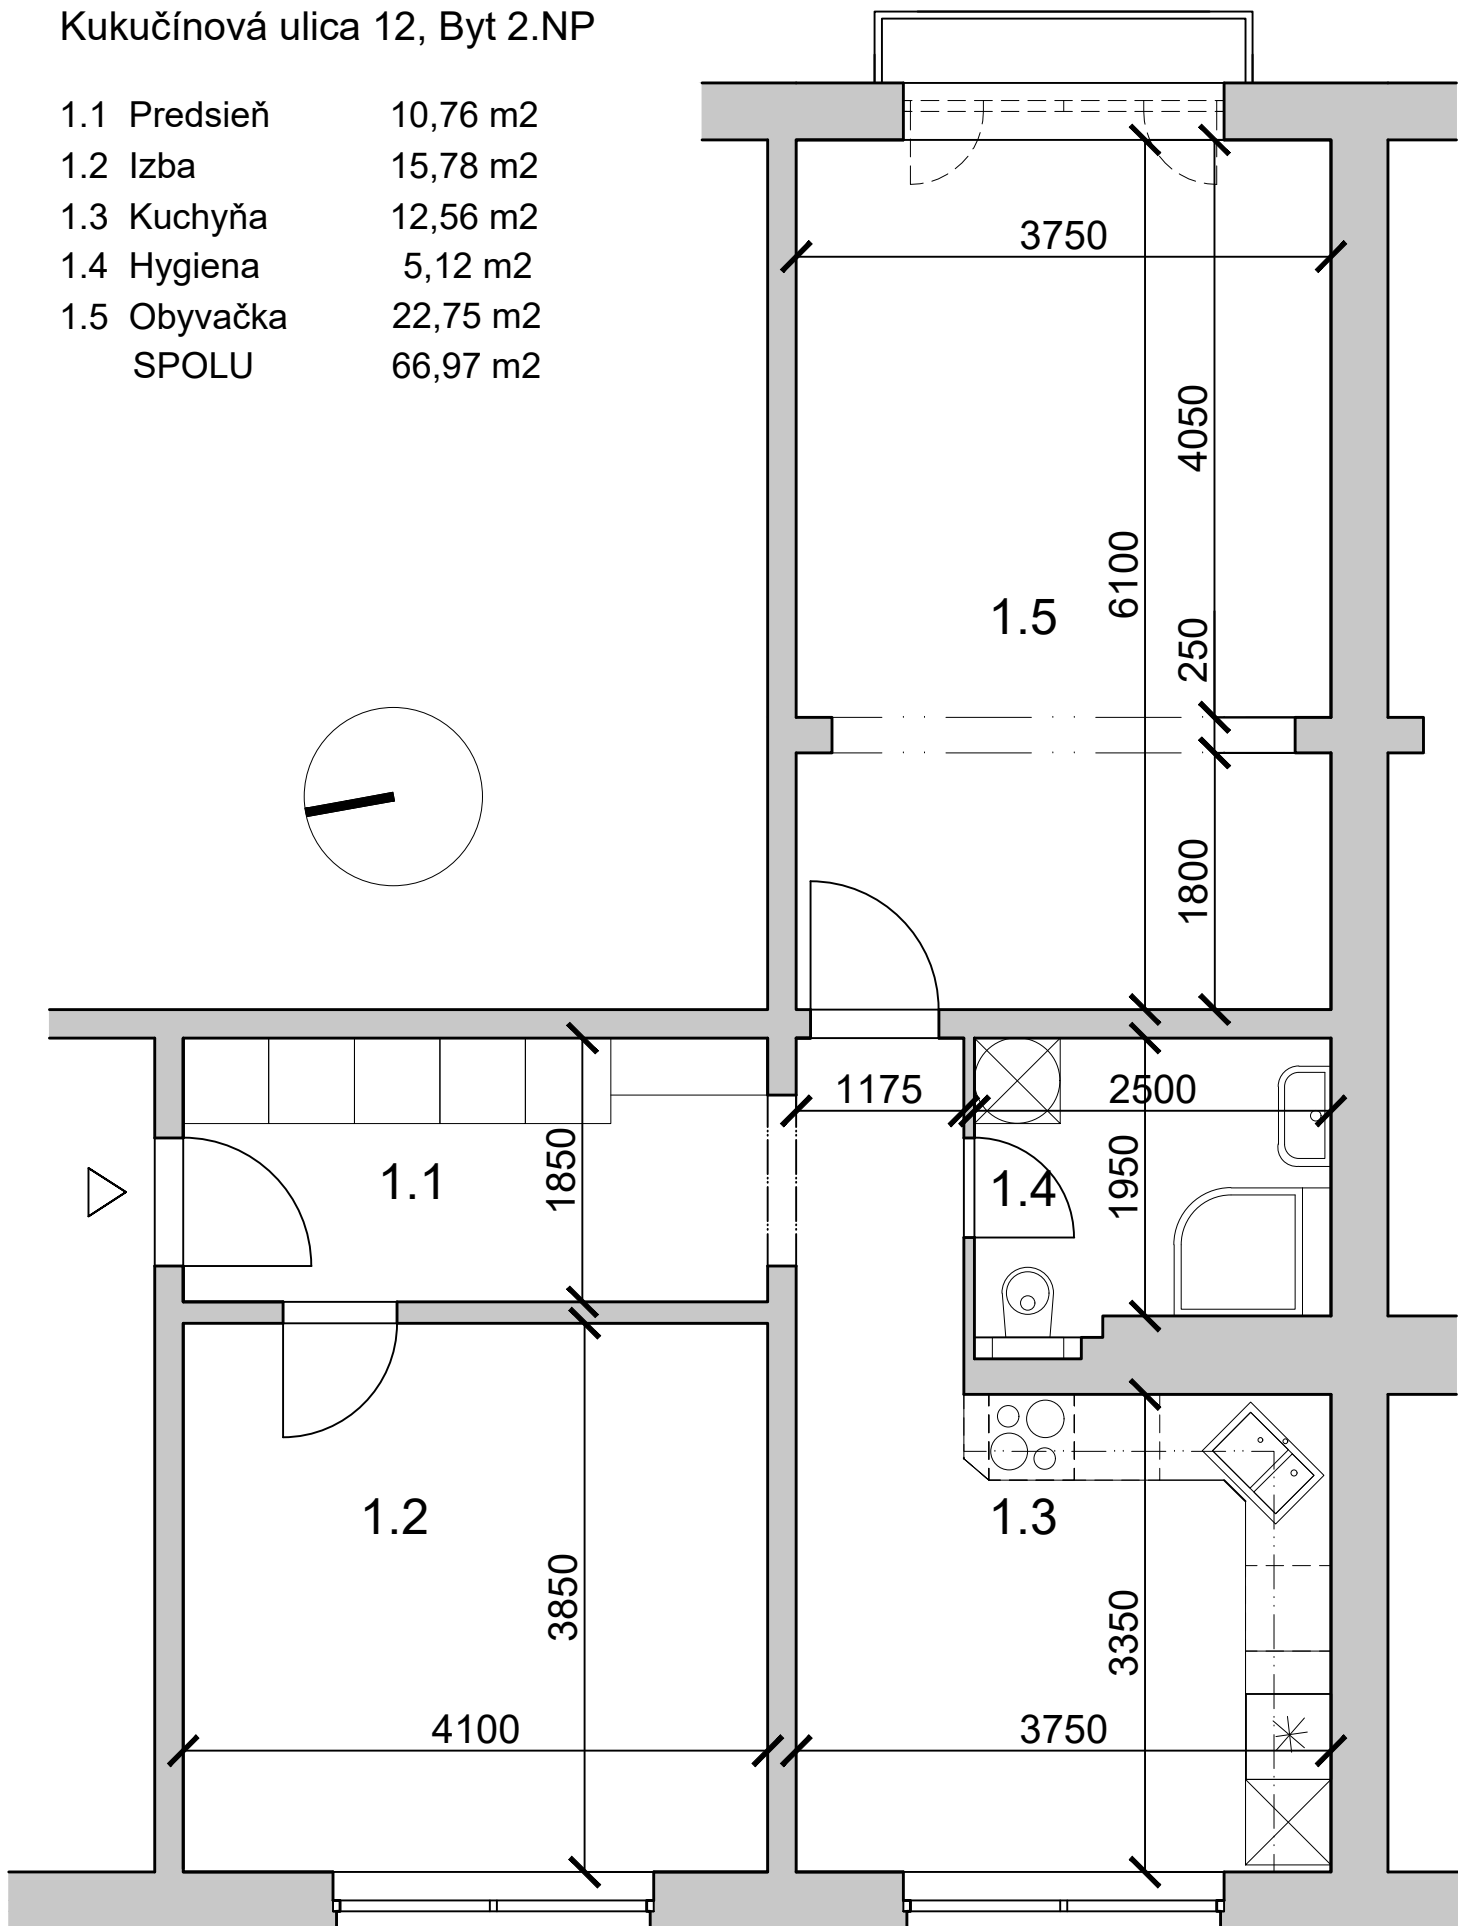 Kukučínová ulica 12, Byt 2.NP
1.1 Predsieň 10,76 m2
1.2 Izba 15,78 m2
1.3 Kuchyňa 12,56 m2
1.4 Hygiena 5,12 m2
1.5 Obyvačka 22,75 m2
SPOLU 66,97 m2
3750
4050
6100
1.5
250
1800
1175
2500
1850
1.1
1950
1.4
1.2
1.3
3850
3350
4100
3750